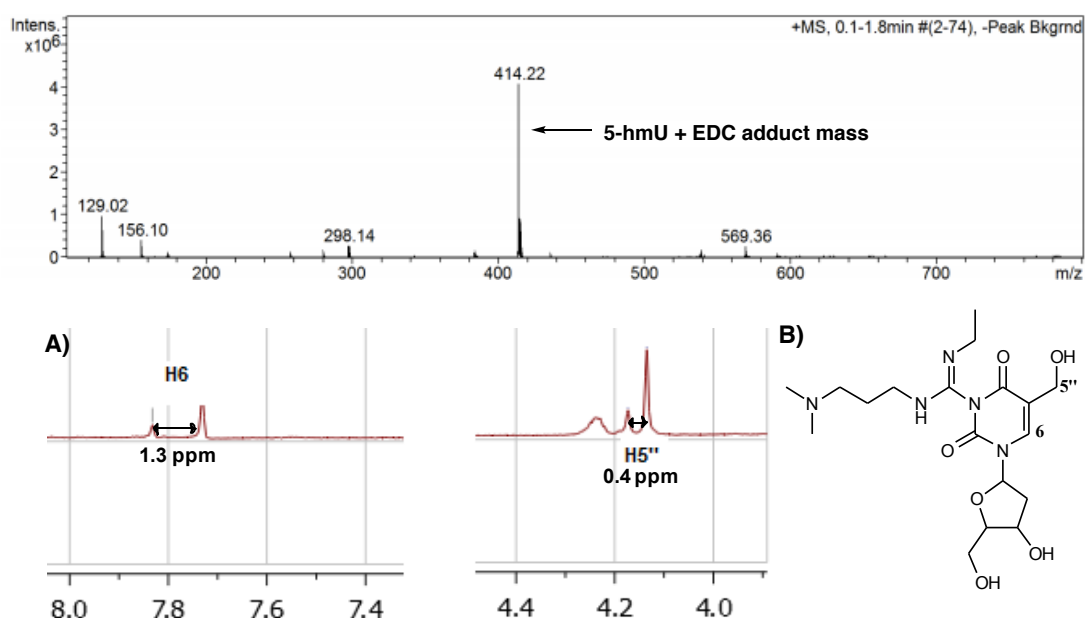 Intens.
x10⁶
+MS, 0.1-1.8min #(2-74), -Peak Bkgrnd
414.22
4
3
5-hmU + EDC adduct mass
2
129.02
1
156.10
298.14
569.36
0
200 300 400 500 600 700 m/z
A)
H6
1.3 ppm
8.0 7.8 7.6 7.4
H5"
0.4 ppm
4.4 4.2 4.0
B)
N
O
OH
5"
N
N
H
N
O
N
6
O
OH
OH